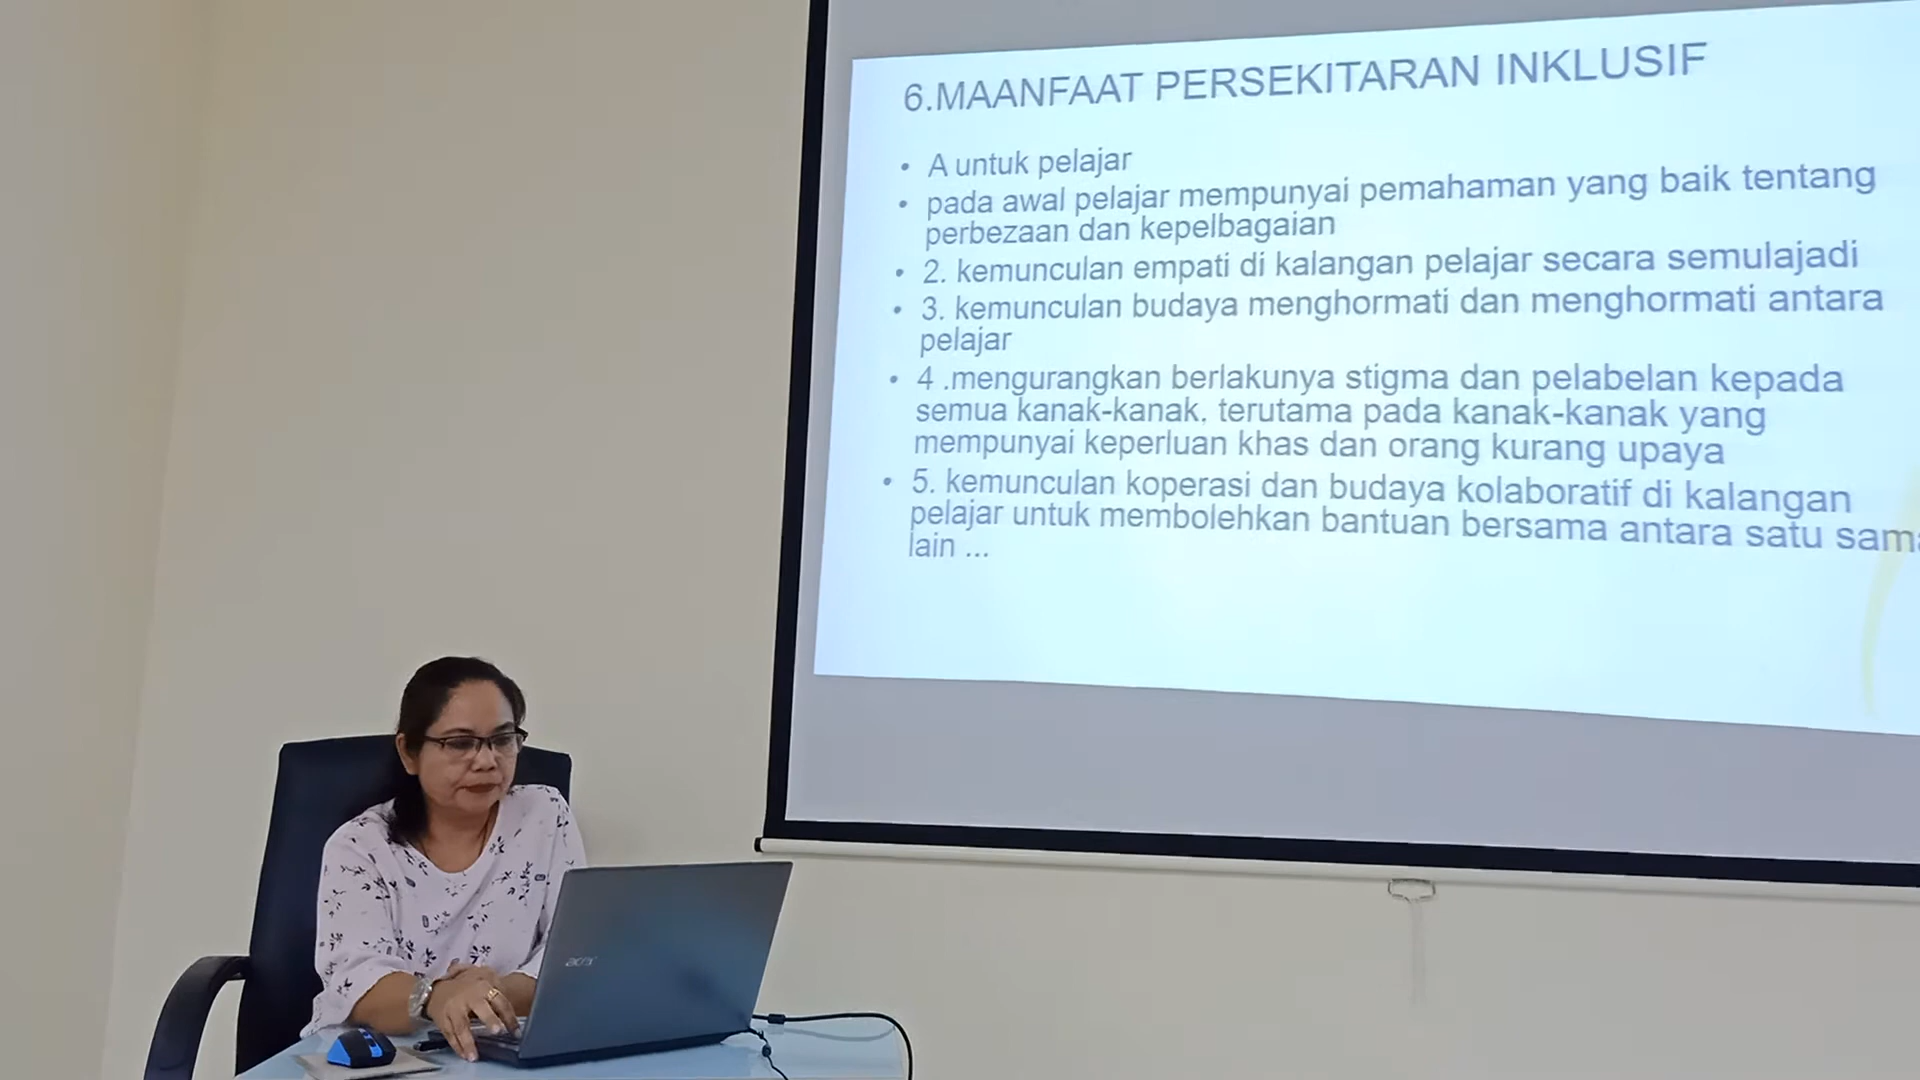 6.MAANFAAT PERSEKITARAN INKLUSIF
• A untuk pelajar
• pada awal pelajar mempunyai pemahaman yang baik tentang
perbezaan dan kepelbagaian
• 2. kemunculan empati di kalangan pelajar secara semulajadi
• 3. kemunculan budaya menghormati dan menghormati antara
pelajar
• 4 .mengurangkan berlakunya stigma dan pelabelan kepada
semua kanak-kanak, terutama pada kanak-kanak yang
mempunyai keperluan khas dan orang kurang upaya
• 5. kemunculan koperasi dan budaya kolaboratif di kalangan
pelajar untuk membolehkan bantuan bersama antara satu sama
lain ...
acer